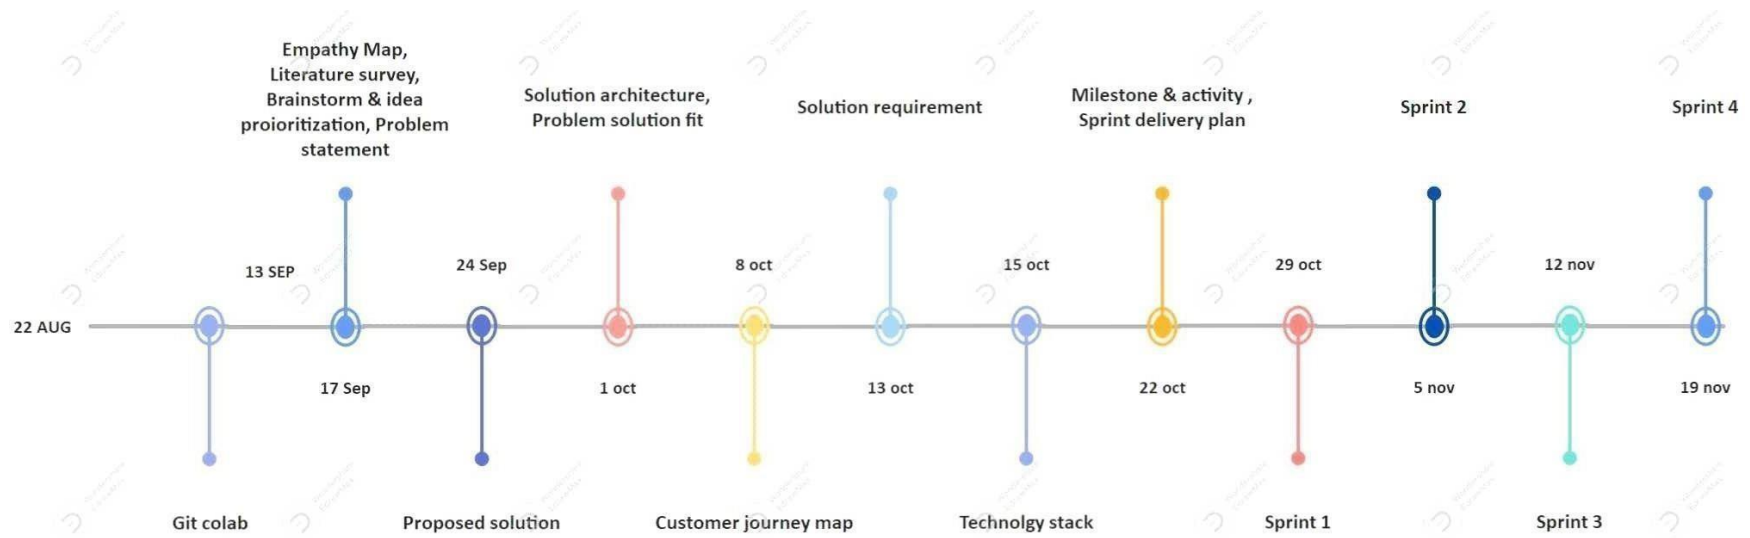 Empathy Map,
Literature survey,
Brainstorm & idea
proioritization, Problem
statement
Solution architecture,
Problem solution fit
Solution requirement
Milestone & activity ,
Sprint delivery plan
Sprint 2
Sprint 4
13 SEP
24 Sep
8 oct
15 oct
29 oct
12 nov
22 AUG
17 Sep
1 oct
13 oct
22 oct
5 nov
19 nov
Git colab
Proposed solution
Customer journey map
Technolgy stack
Sprint 1
Sprint 3